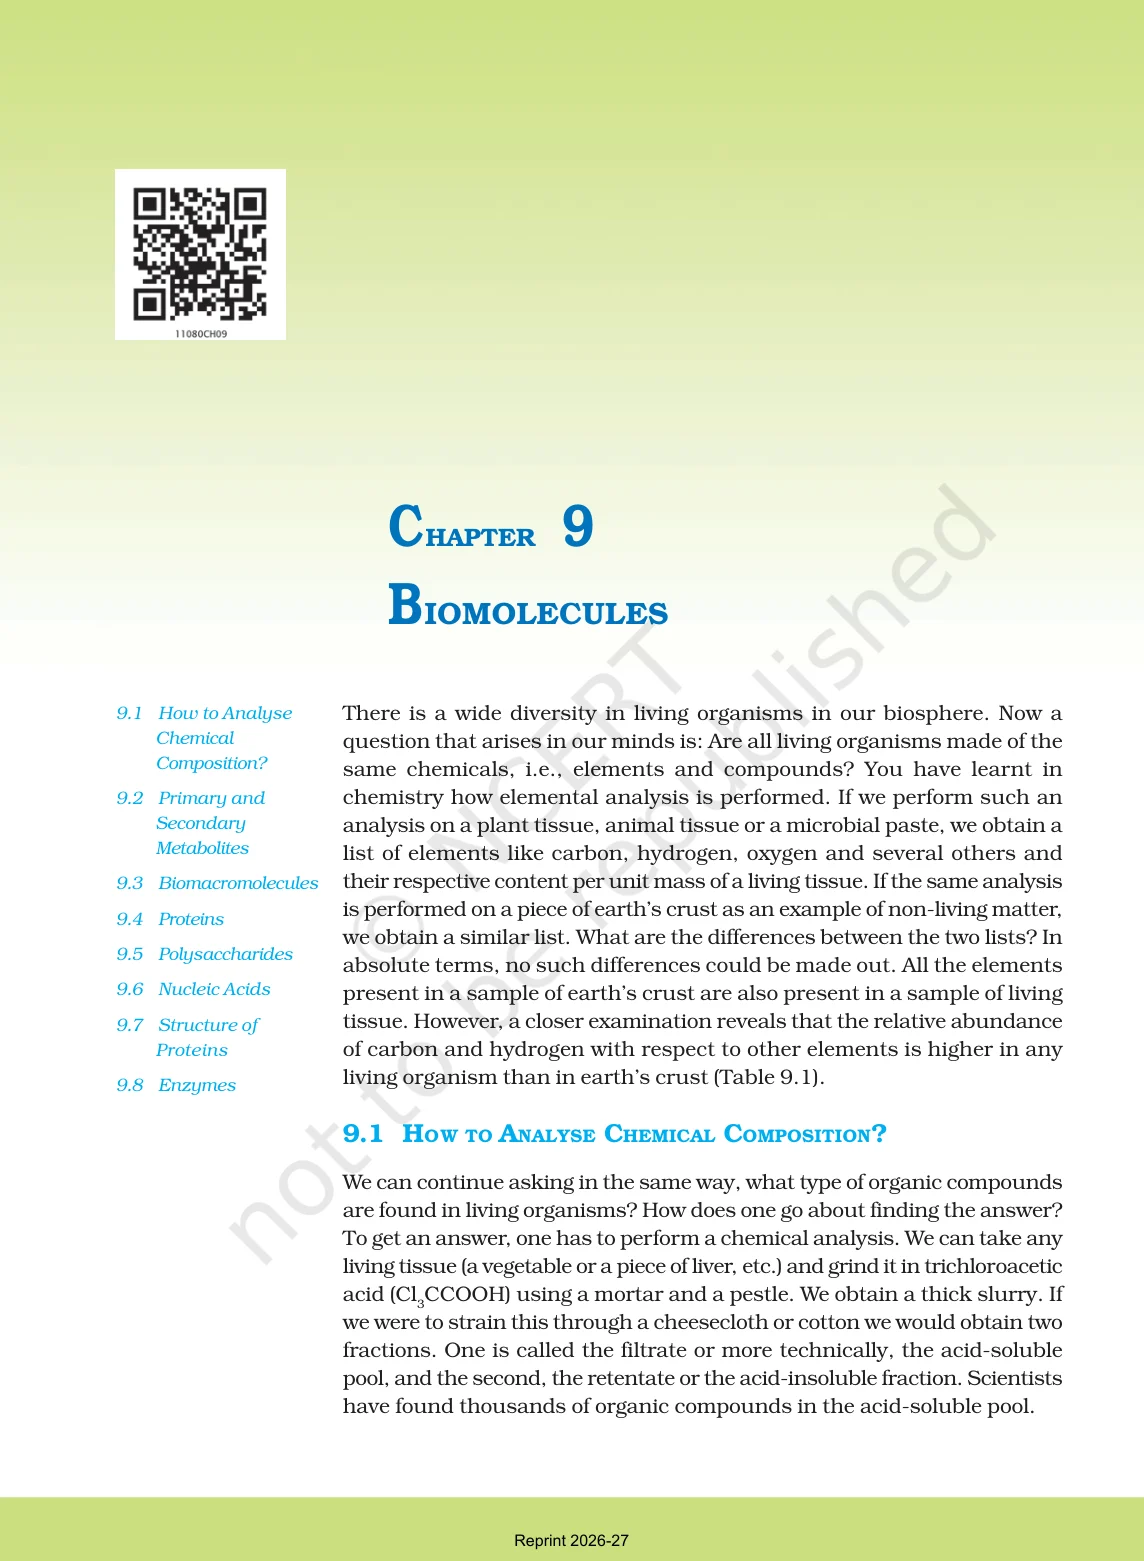 11080CH09
CHAPTER 9
BIOMOLECULES
9.1 How to Analyse
Chemical
Composition?
9.2 Primary and
Secondary
Metabolites
9.3 Biomacromolecules
9.4 Proteins
9.5 Polysaccharides
9.6 Nucleic Acids
9.7 Structure of
Proteins
9.8 Enzymes
There is a wide diversity in living organisms in our biosphere. Now a
question that arises in our minds is: Are all living organisms made of the
same chemicals, i.e., elements and compounds? You have learnt in
chemistry how elemental analysis is performed. If we perform such an
analysis on a plant tissue, animal tissue or a microbial paste, we obtain a
list of elements like carbon, hydrogen, oxygen and several others and
their respective content per unit mass of a living tissue. If the same analysis
is performed on a piece of earth’s crust as an example of non-living matter,
we obtain a similar list. What are the differences between the two lists? In
absolute terms, no such differences could be made out. All the elements
present in a sample of earth’s crust are also present in a sample of living
tissue. However, a closer examination reveals that the relative abundance
of carbon and hydrogen with respect to other elements is higher in any
living organism than in earth’s crust (Table 9.1).
9.1 HOW TO ANALYSE CHEMICAL COMPOSITION?
We can continue asking in the same way, what type of organic compounds
are found in living organisms? How does one go about finding the answer?
To get an answer, one has to perform a chemical analysis. We can take any
living tissue (a vegetable or a piece of liver, etc.) and grind it in trichloroacetic
acid (Cl₃CCOOH) using a mortar and a pestle. We obtain a thick slurry. If
we were to strain this through a cheesecloth or cotton we would obtain two
fractions. One is called the filtrate or more technically, the acid-soluble
pool, and the second, the retentate or the acid-insoluble fraction. Scientists
have found thousands of organic compounds in the acid-soluble pool.
© NCERT
not to be republished
Reprint 2026-27